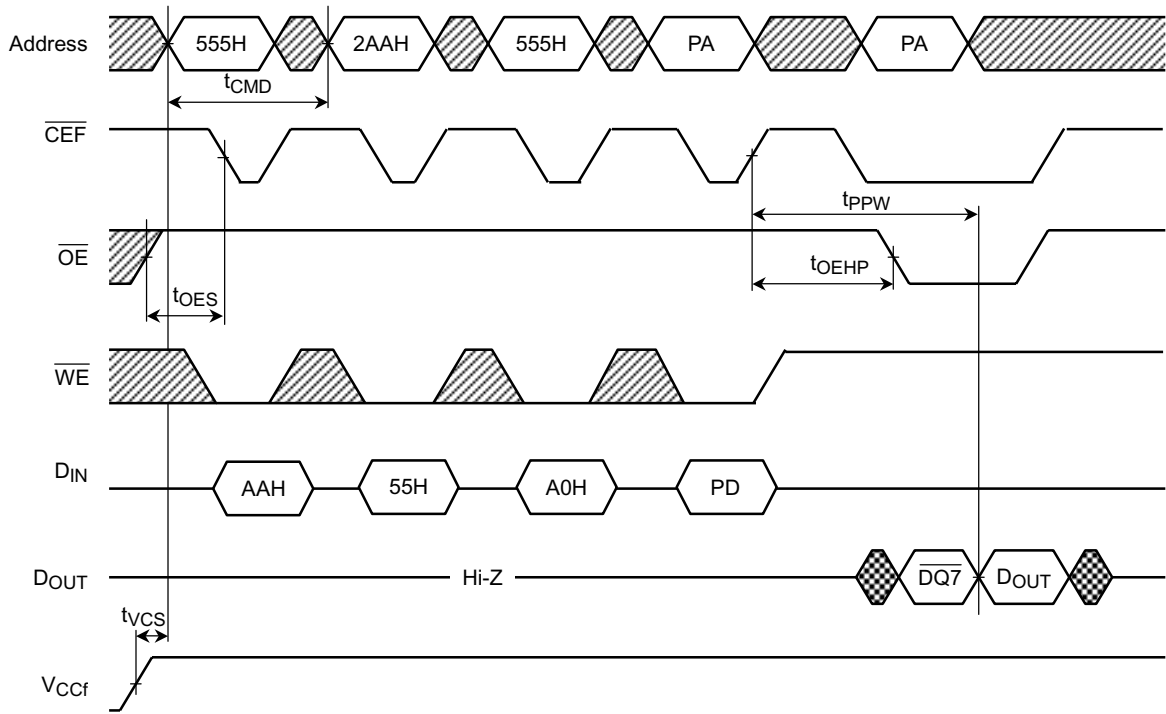 Address 555H 2AAH 555H PA PA
tCMD
CEF
tPPW
OE
tOEHP
tOES
WE
DIN AAH 55H A0H PD
DOUT Hi-Z DQ7 DOUT
tVCS
VCCf